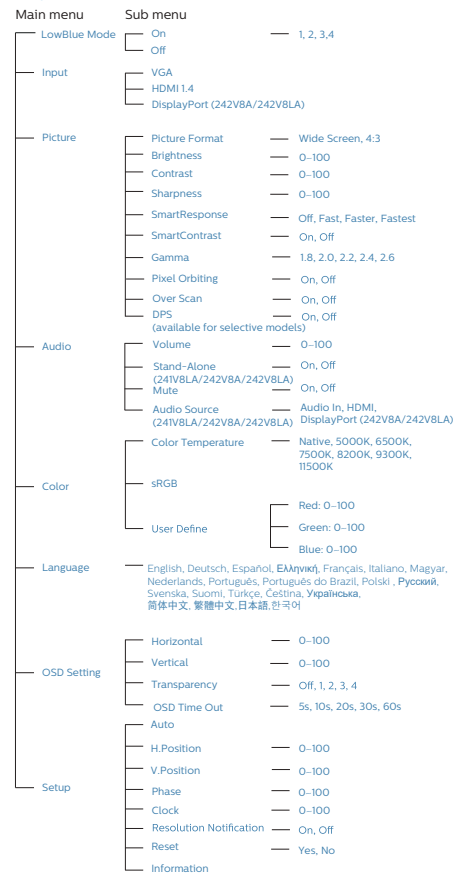 Main menu Sub menu
LowBlue Mode On 1, 2, 3,4
Off
Input VGA
HDMI 1.4
DisplayPort (242V8A/242V8LA)
Picture Picture Format Wide Screen, 4:3
Brightness 0–100
Contrast 0–100
Sharpness 0–100
SmartResponse Off, Fast, Faster, Fastest
SmartContrast On, Off
Gamma 1.8, 2.0, 2.2, 2.4, 2.6
Pixel Orbiting On, Off
Over Scan On, Off
DPS On, Off
(available for selective models)
Audio Volume 0–100
Stand-Alone On, Off
(241V8LA/242V8A/242V8LA)
Mute On, Off
Audio Source Audio In, HDMI,
(241V8LA/242V8A/242V8LA) DisplayPort (242V8A/242V8LA)
Color Temperature Native, 5000K, 6500K,
7500K, 8200K, 9300K,
11500K
Color sRGB
Red: 0–100
User Define Green: 0–100
Blue: 0–100
Language English, Deutsch, Español, Ελληνική, Français, Italiano, Magyar,
Nederlands, Português, Português do Brazil, Polski , Русский,
Svenska, Suomi, Türkçe, Čeština, Українська,
简体中文, 繁體中文,日本語,한국어
Horizontal 0–100
Vertical 0–100
OSD Setting Transparency Off, 1, 2, 3, 4
OSD Time Out 5s, 10s, 20s, 30s, 60s
Auto
H.Position 0–100
V.Position 0–100
Setup Phase 0–100
Clock 0–100
Resolution Notification On, Off
Reset Yes, No
Information